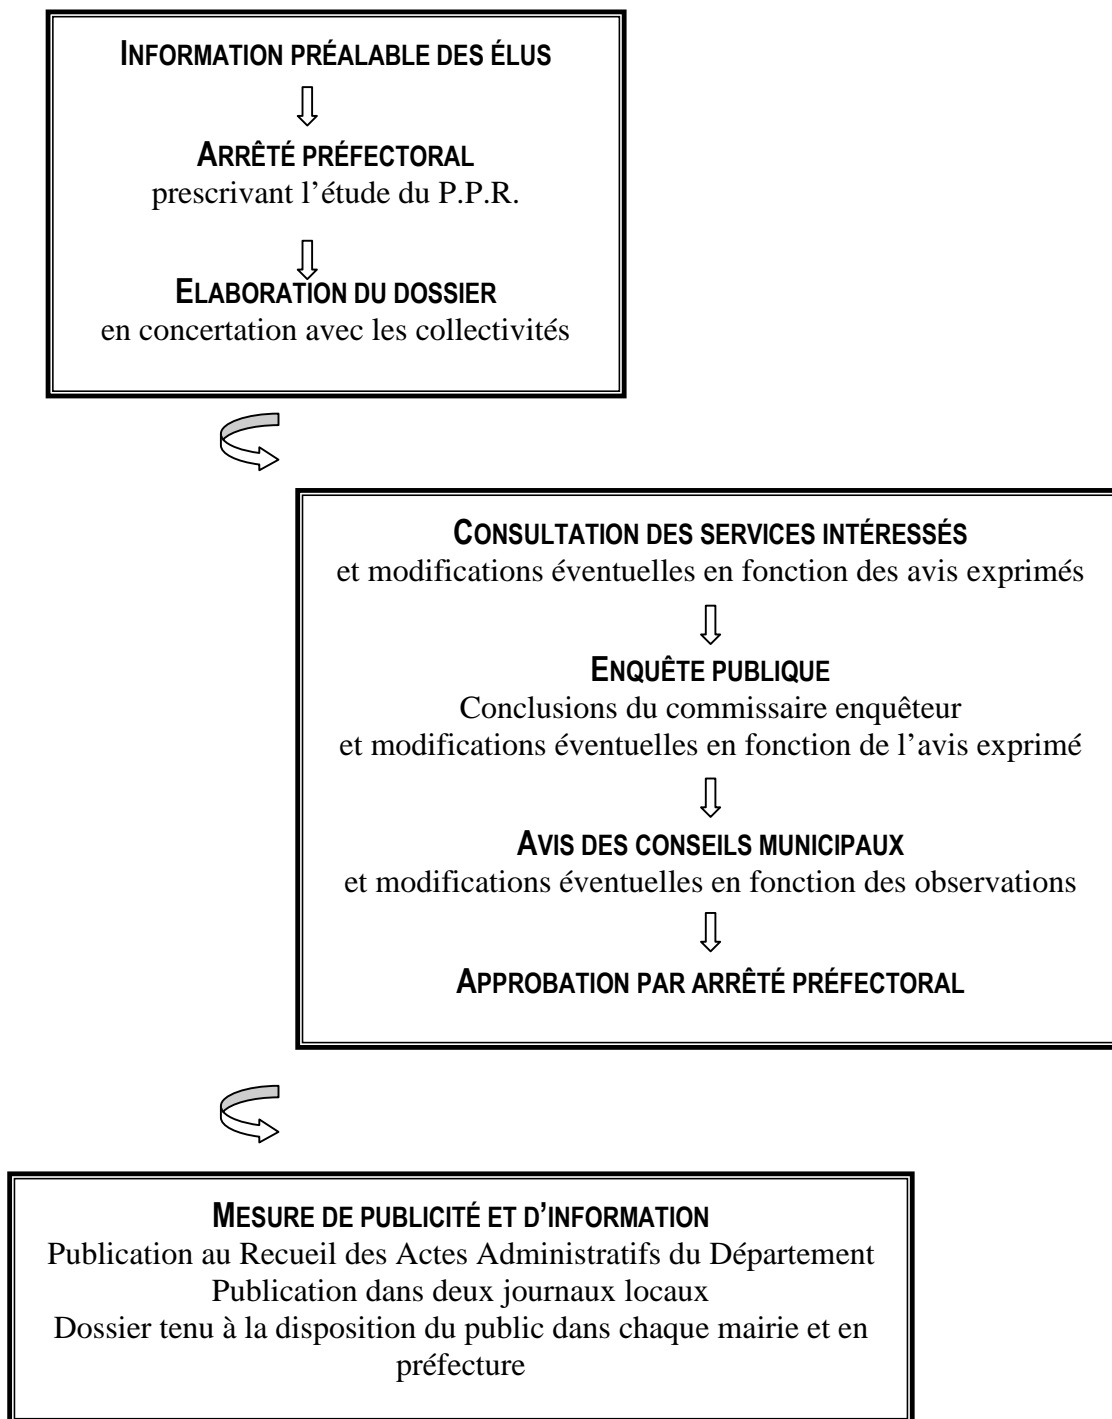 INFORMATION PRÉALABLE DES ÉLUS
ARRÊTÉ PRÉFECTORAL
prescrivant l’étude du P.P.R.
ELABORATION DU DOSSIER
en concertation avec les collectivités
CONSULTATION DES SERVICES INTÉRESSÉS
et modifications éventuelles en fonction des avis exprimés
ENQUÊTE PUBLIQUE
Conclusions du commissaire enquêteur
et modifications éventuelles en fonction de l’avis exprimé
AVIS DES CONSEILS MUNICIPAUX
et modifications éventuelles en fonction des observations
APPROBATION PAR ARRÊTÉ PRÉFECTORAL
MESURE DE PUBLICITÉ ET D’INFORMATION
Publication au Recueil des Actes Administratifs du Département
Publication dans deux journaux locaux
Dossier tenu à la disposition du public dans chaque mairie et en
préfecture